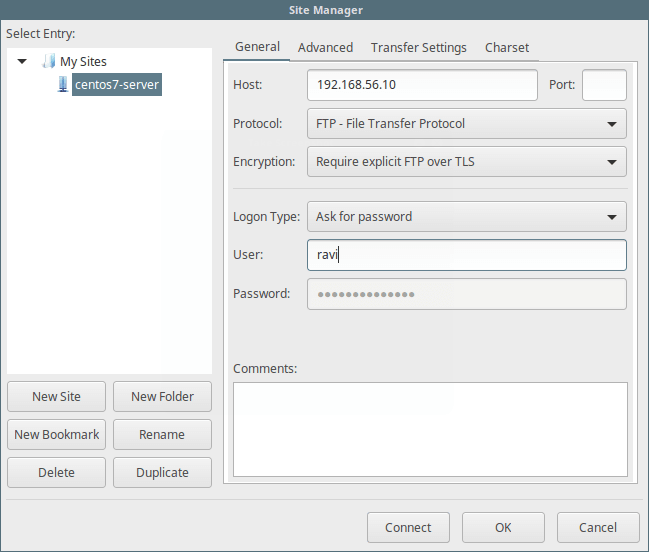 Site Manager
Select Entry:
My Sites
centos7-server
New Site
New Folder
New Bookmark
Rename
Delete
Duplicate
General
Advanced
Transfer Settings
Charset
Host:
192.168.56.10
Port:
Protocol:
FTP - File Transfer Protocol
Encryption:
Require explicit FTP over TLS
Logon Type:
Ask for password
User:
ravi
Password:
●●●●●●●●●●●●●●
Comments:
Connect
OK
Cancel